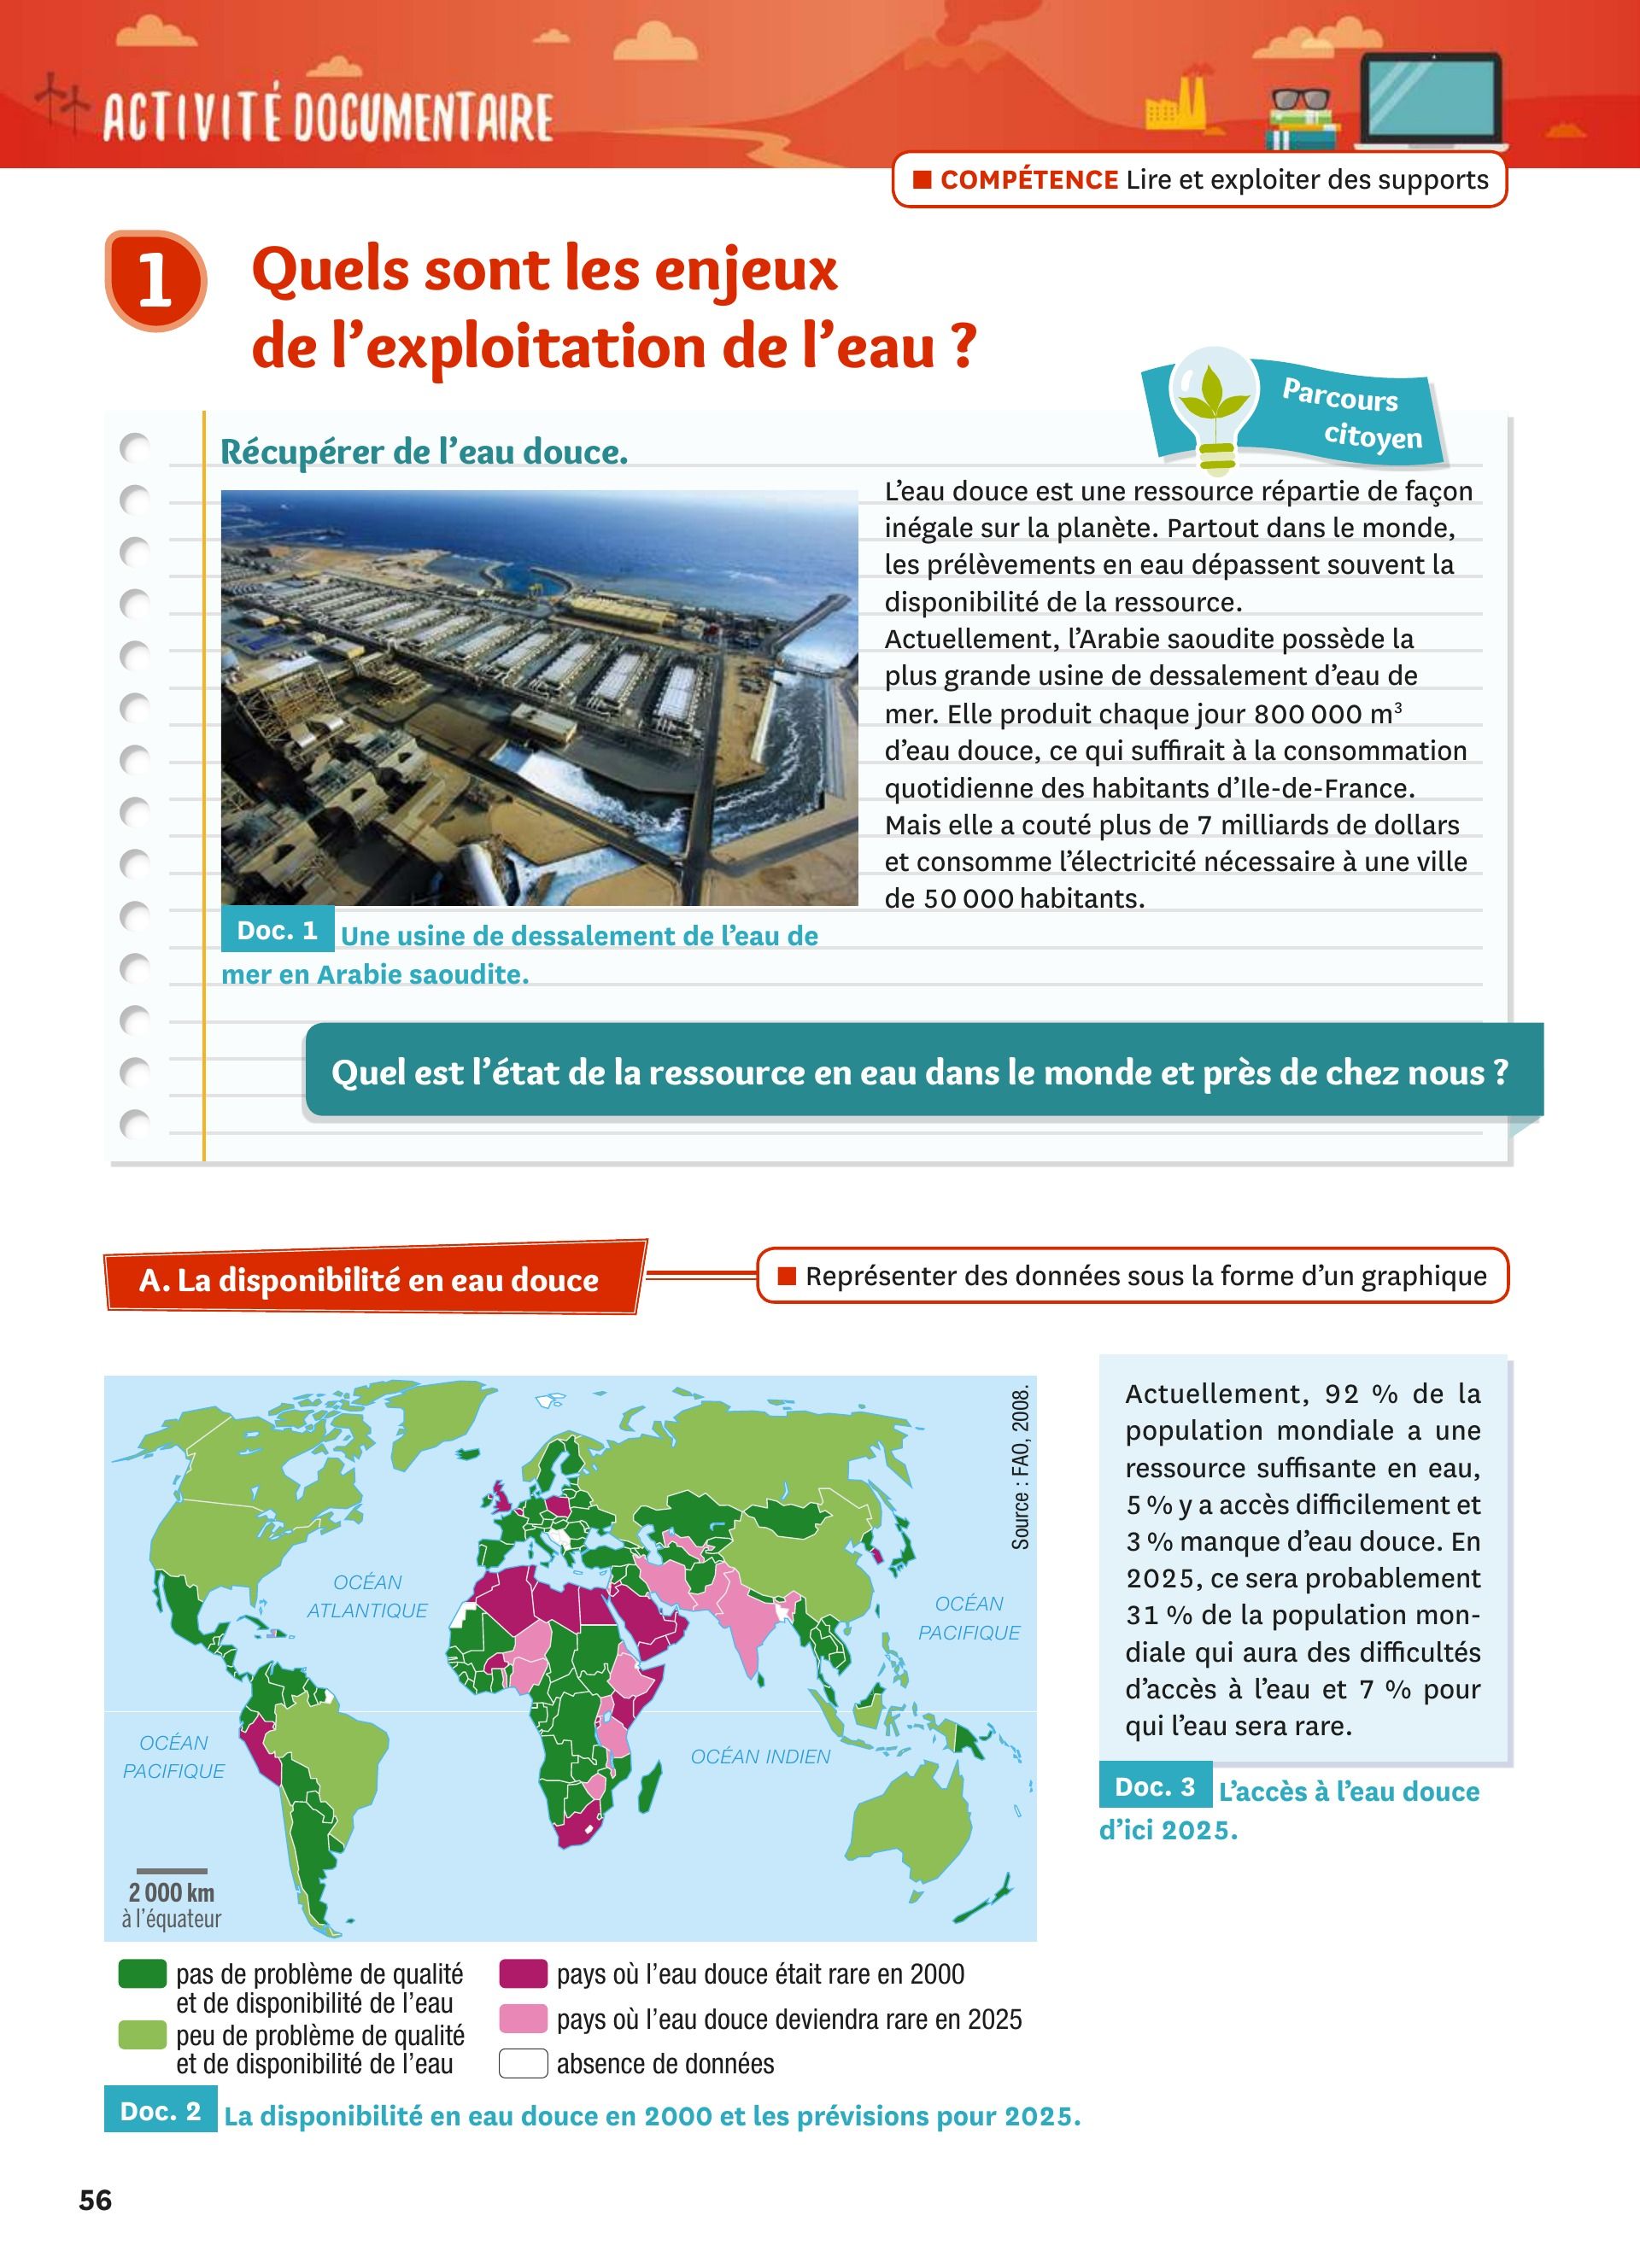 ACTIVITÉ DOCUMENTAIRE
■ COMPÉTENCE Lire et exploiter des supports
1
Quels sont les enjeux
de l'exploitation de l'eau ?
Parcours
citoyen
Récupérer de l'eau douce.
L'eau douce est une ressource répartie de façon
inégale sur la planète. Partout dans le monde,
les prélèvements en eau dépassent souvent la
disponibilité de la ressource.
Actuellement, l'Arabie saoudite possède la
plus grande usine de dessalement d'eau de
mer. Elle produit chaque jour 800 000 m³
d'eau douce, ce qui suffirait à la consommation
quotidienne des habitants d'Ile-de-France.
Mais elle a couté plus de 7 milliards de dollars
et consomme l'électricité nécessaire à une ville
de 50 000 habitants.
Doc. 1 Une usine de dessalement de l'eau de
mer en Arabie saoudite.
Quel est l'état de la ressource en eau dans le monde et près de chez nous ?
A. La disponibilité en eau douce
■ Représenter des données sous la forme d'un graphique
Source : FAO, 2008.
OCÉAN
ATLANTIQUE
OCÉAN
PACIFIQUE
OCÉAN
PACIFIQUE
OCÉAN INDIEN
2 000 km
à l'équateur
pas de problème de qualité
et de disponibilité de l'eau
peu de problème de qualité
et de disponibilité de l'eau
pays où l'eau douce était rare en 2000
pays où l'eau douce deviendra rare en 2025
absence de données
Doc. 2 La disponibilité en eau douce en 2000 et les prévisions pour 2025.
Actuellement, 92 % de la
population mondiale a une
ressource suffisante en eau,
5 % y a accès difficilement et
3 % manque d'eau douce. En
2025, ce sera probablement
31 % de la population mon-
diale qui aura des difficultés
d'accès à l'eau et 7 % pour
qui l'eau sera rare.
Doc. 3 L'accès à l'eau douce
d'ici 2025.
56